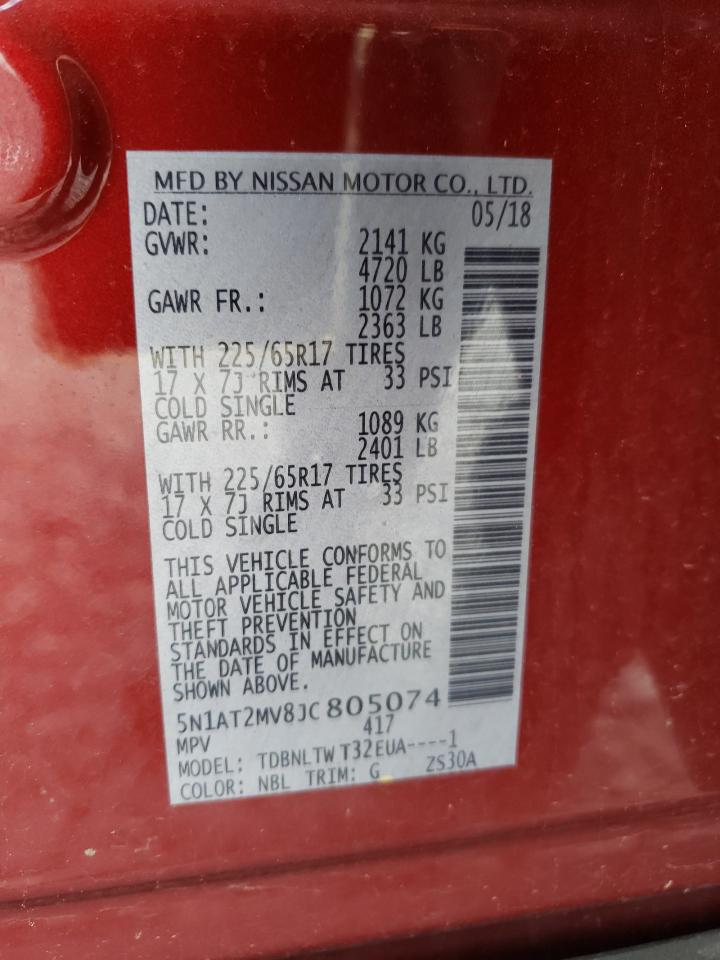 MFD BY NISSAN MOTOR CO., LTD.
DATE: 05/18
GVWR: 2141 KG
4720 LB
GAWR FR.: 1072 KG
2363 LB
WITH 225/65R17 TIRES
17 X 7J RIMS AT 33 PSI
COLD SINGLE
GAWR RR.: 1089 KG
2401 LB
WITH 225/65R17 TIRES
17 X 7J RIMS AT 33 PSI
COLD SINGLE
THIS VEHICLE CONFORMS TO
ALL APPLICABLE FEDERAL
MOTOR VEHICLE SAFETY AND
THEFT PREVENTION
STANDARDS IN EFFECT ON
THE DATE OF MANUFACTURE
SHOWN ABOVE.
5N1AT2MV8JC805074
MPV 417
MODEL: TDBNLTWT32EUA----1
COLOR: NBL TRIM: G ZS30A